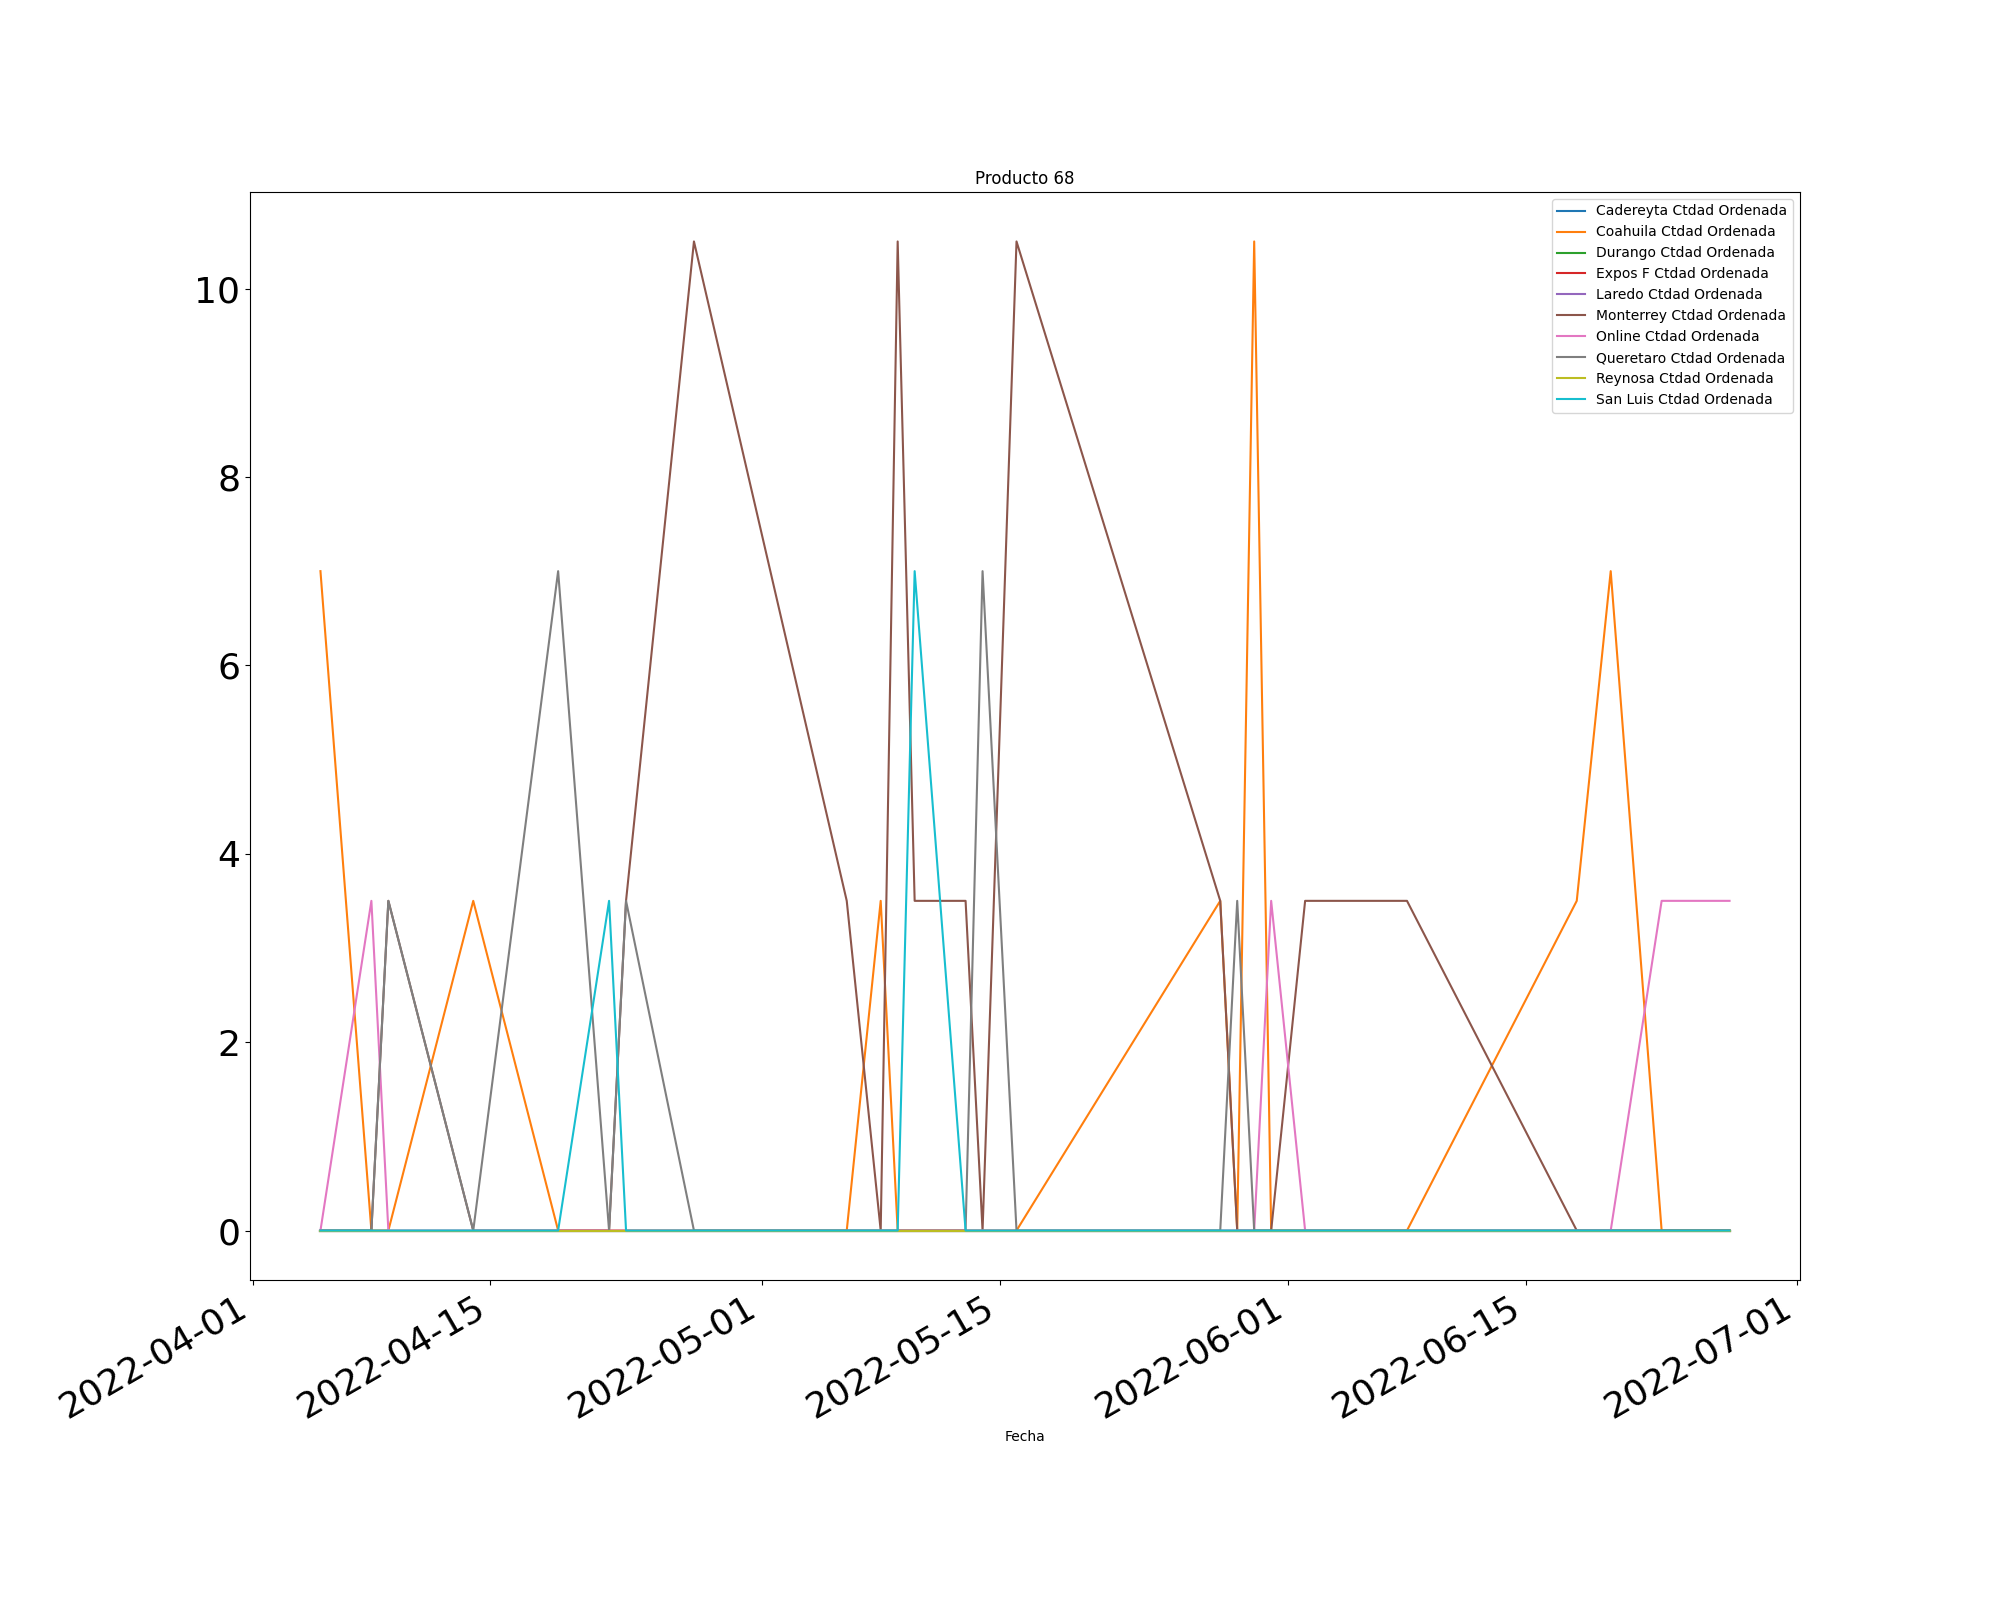 Producto 68
Cadereyta Ctdad Ordenada
Coahuila Ctdad Ordenada
Durango Ctdad Ordenada
Expos F Ctdad Ordenada
Laredo Ctdad Ordenada
Monterrey Ctdad Ordenada
Online Ctdad Ordenada
Queretaro Ctdad Ordenada
Reynosa Ctdad Ordenada
San Luis Ctdad Ordenada
10
8
6
4
2
0
2022-04-01
2022-04-15
2022-05-01
2022-05-15
2022-06-01
2022-06-15
2022-07-01
Fecha